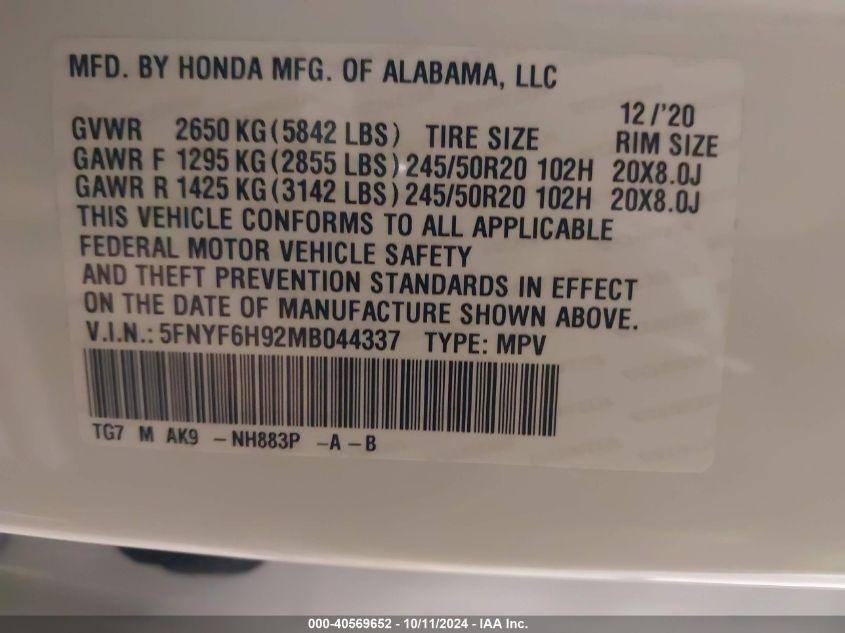 MFD. BY HONDA MFG. OF ALABAMA, LLC
12/'20
GVWR 2650 KG (5842 LBS) TIRE SIZE RIM SIZE
GAWR F 1295 KG (2855 LBS) 245/50R20 102H 20X8.0J
GAWR R 1425 KG (3142 LBS) 245/50R20 102H 20X8.0J
THIS VEHICLE CONFORMS TO ALL APPLICABLE
FEDERAL MOTOR VEHICLE SAFETY
AND THEFT PREVENTION STANDARDS IN EFFECT
ON THE DATE OF MANUFACTURE SHOWN ABOVE.
V.I.N.: 5FNYF6H92MB044337 TYPE: MPV
TG7 M AK9 -NH883P -A-B
000-40569652 - 10/11/2024 - IAA Inc.